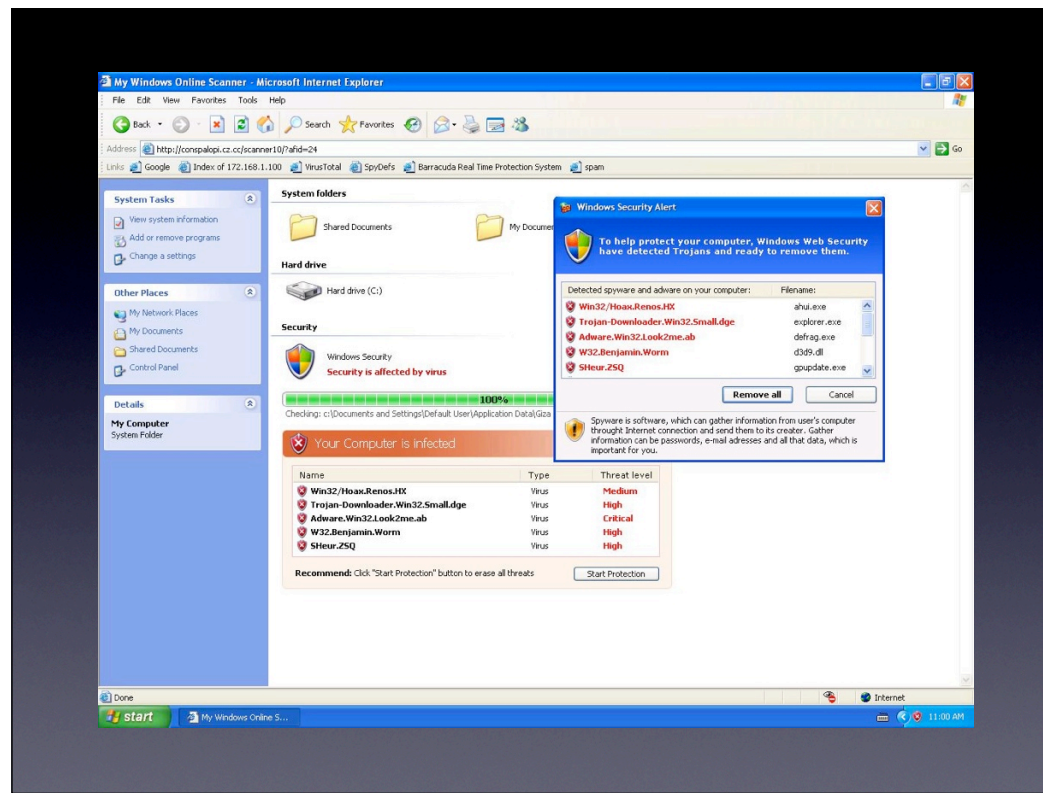 My Windows Online Scanner - Microsoft Internet Explorer
File Edit View Favorites Tools Help
Back Search Favorites
Address http://conspalopi.cz.cc/scanner10/?afid=24 Go
Links Google Index of 172.168.1.100 VirusTotal SpyDefs Barracuda Real Time Protection System spam
System Tasks
View system information
Add or remove programs
Change a settings
Other Places
My Network Places
My Documents
Shared Documents
Control Panel
Details
My Computer
System Folder
System folders
Shared Documents My Documen
Hard drive
Hard drive (C:)
Security
Windows Security
Security is affected by virus
100%
Checking: c:\Documents and Settings\Default User\Application Data\Giza
Your Computer is infected
Name Type Threat level
Win32/Hoax.Renos.HX Virus Medium
Trojan-Downloader.Win32.Small.dge Virus High
Adware.Win32.Look2me.ab Virus Critical
W32.Benjamin.Worm Virus High
SHeur.ZSQ Virus High
Recommend: Click "Start Protection" button to erase all threats Start Protection
Windows Security Alert
To help protect your computer, Windows Web Security
have detected Trojans and ready to remove them.
Detected spyware and adware on your computer: Filename:
Win32/Hoax.Renos.HX ahui.exe
Trojan-Downloader.Win32.Small.dge explorer.exe
Adware.Win32.Look2me.ab defrag.exe
W32.Benjamin.Worm d3d9.dl
SHeur.ZSQ gpupdate.exe
Remove all Cancel
Spyware is software, which can gather information from user's computer
throught Internet connection and send them to its creater. Gather
information can be passwords, e-mail adresses and all that data, which is
important for you.
Done Internet
start My Windows Online S... 11:00 AM